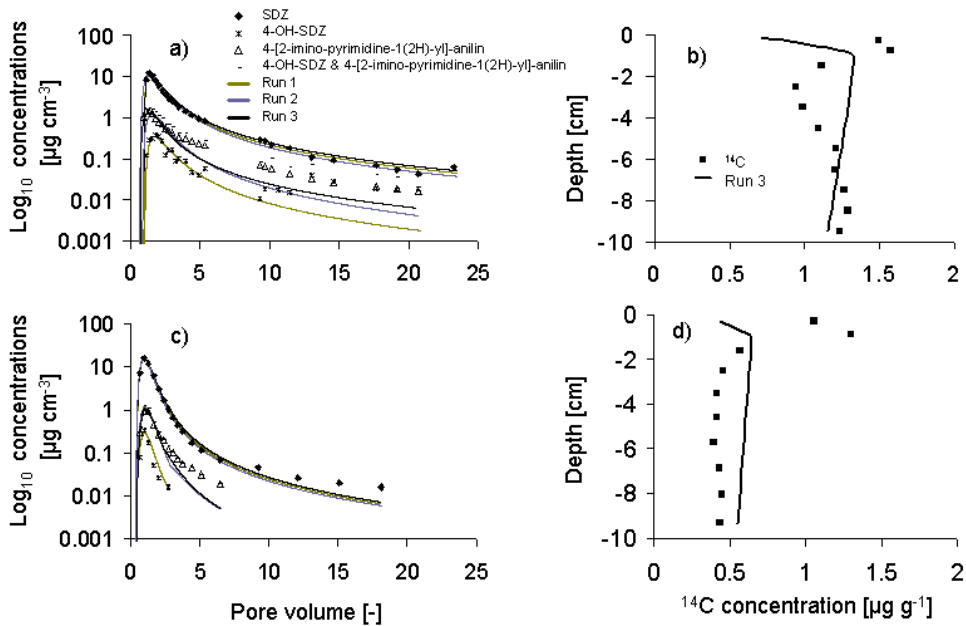 SDZ
4-OH-SDZ
4-[2-imino-pyrimidine-1(2H)-yl]-anilin
4-OH-SDZ & 4-[2-imino-pyrimidine-1(2H)-yl]-anilin
Run 1
Run 2
Run 3
a)
Log10 concentrations
[µg cm-3]
100
10
1
0.1
0.01
0.001
0 5 10 15 20 25
b)
Depth [cm]
0
-2
-4
-6
-8
-10
14C
Run 3
0 0.5 1 1.5 2
c)
Log10 concentrations
[µg cm-3]
100
10
1
0.1
0.01
0.001
0 5 10 15 20 25
Pore volume [-]
d)
Depth [cm]
0
-2
-4
-6
-8
-10
0 0.5 1 1.5 2
14C concentration [µg g-1]